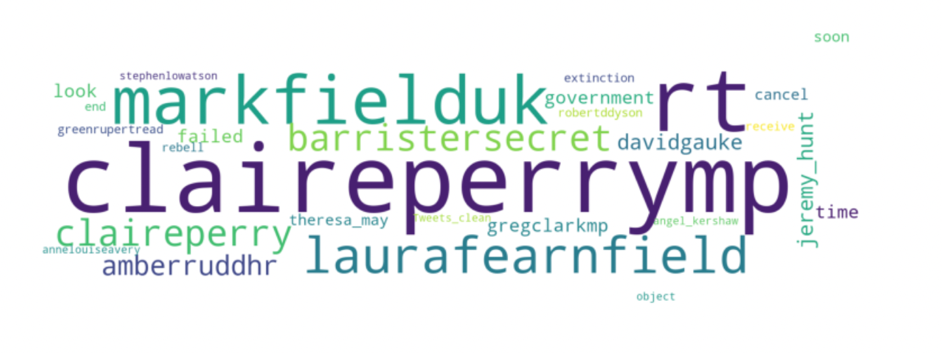 soon
stephenlowatson
extinction
look
markfielduk
rt
government
cancel
end
robertddyson
greenrupertread
failed
barristersecret
receive
davidgauke
jeremy_hunt
rebell
claireperrymp
time
theresa_may
Tweets_clean
angel_kershaw
claireperry
gregclarkmp
annelouiseavery
laurafearnfield
amberruddhr
object